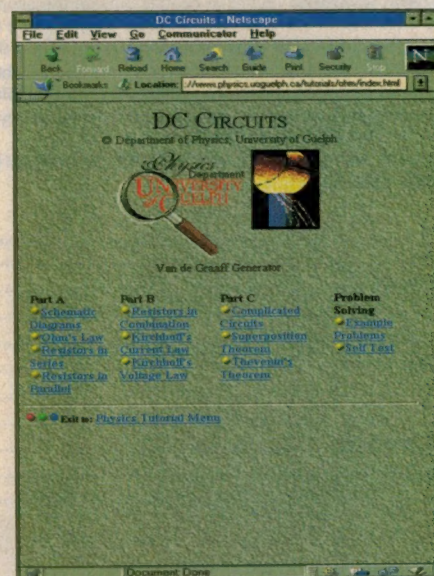 DC Circuits - Netscape
File Edit View Go Communicator Help
Back Forward Reload Home Search Guide Print Security Stop
N
Bookmarks Location: //www.physics.uoguelph.ca/tutorials/ohm/index.html
DC CIRCUITS
© Department of Physics, University of Guelph
Physics
Department
UNIVERSITY
of GUELPH
Van de Graaff Generator
Part A
Schematic
Diagrams
Ohm's Law
Resistors in
Series
Resistors in
Parallel
Part B
Resistors in
Combination
Kirchhoff's
Current Law
Kirchhoff's
Voltage Law
Part C
Complicated
Circuits
Superposition
Theorem
Thevenin's
Theorem
Problem
Solving
Example
Problems
Self Test
Exit to: Physics Tutorial Menu
Document Done